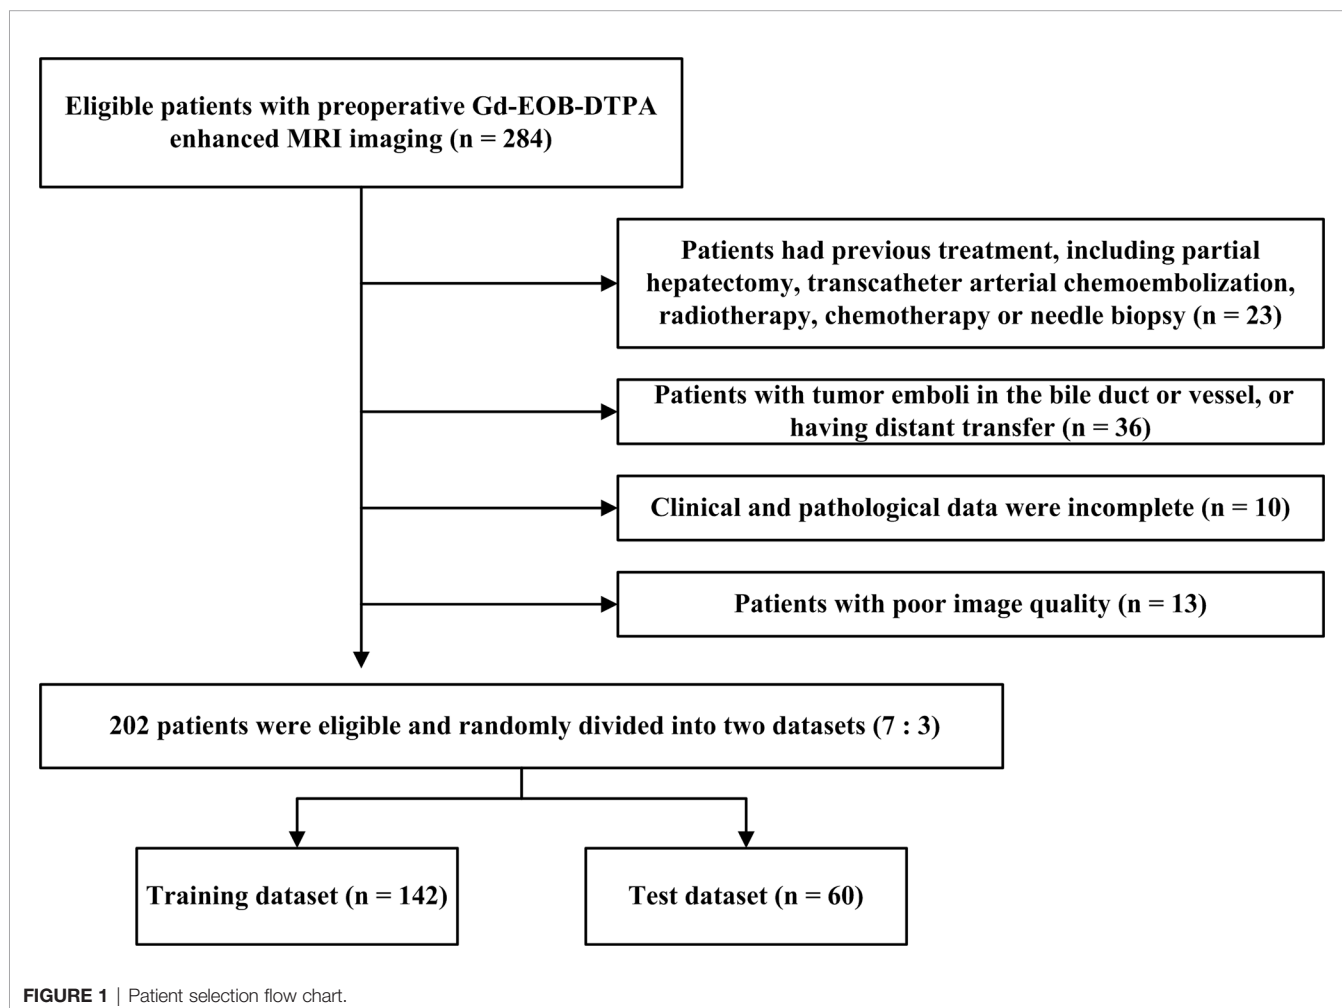 Eligible patients with preoperative Gd-EOB-DTPA
enhanced MRI imaging (n = 284)
Patients had previous treatment, including partial
hepatectomy, transcatheter arterial chemoembolization,
radiotherapy, chemotherapy or needle biopsy (n = 23)
Patients with tumor emboli in the bile duct or vessel, or
having distant transfer (n = 36)
Clinical and pathological data were incomplete (n = 10)
Patients with poor image quality (n = 13)
202 patients were eligible and randomly divided into two datasets (7 : 3)
Training dataset (n = 142)
Test dataset (n = 60)
FIGURE 1 | Patient selection flow chart.